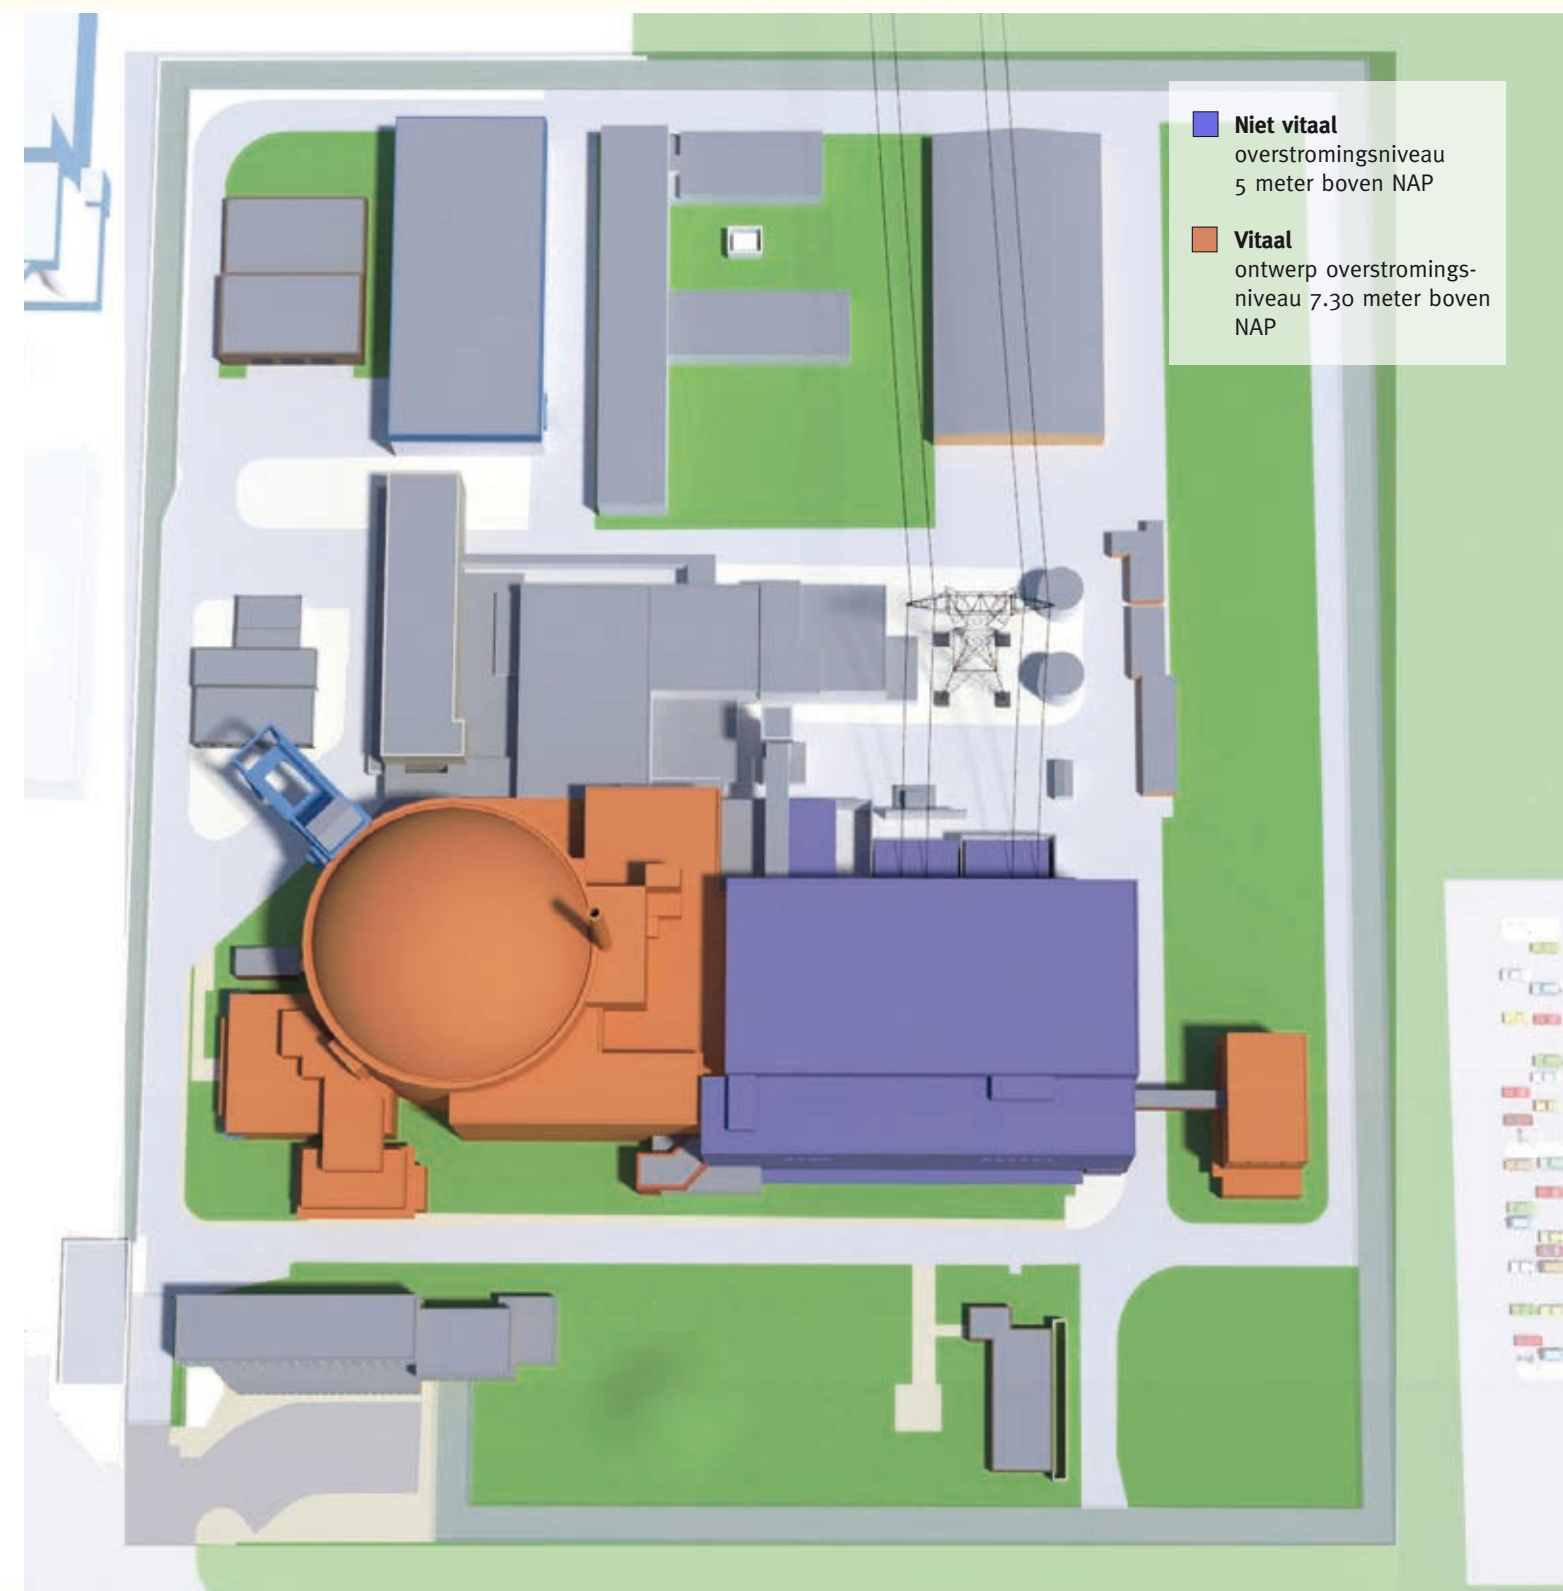 Niet vitaal
overstromingsniveau
5 meter boven NAP
Vitaal
ontwerp overstromings-
niveau 7.30 meter boven
NAP